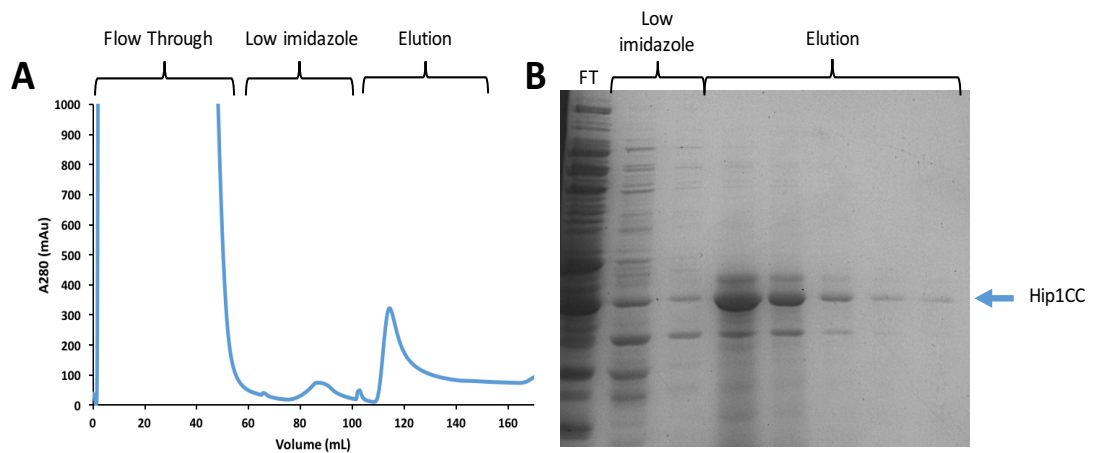 A
Flow Through
Low imidazole
Elution
1000
900
800
700
600
500
400
300
200
100
0
A280 (mAu)
0 20 40 60 80 100 120 140 160
Volume (mL)
B
FT
Low
imidazole
Elution
Hip1CC